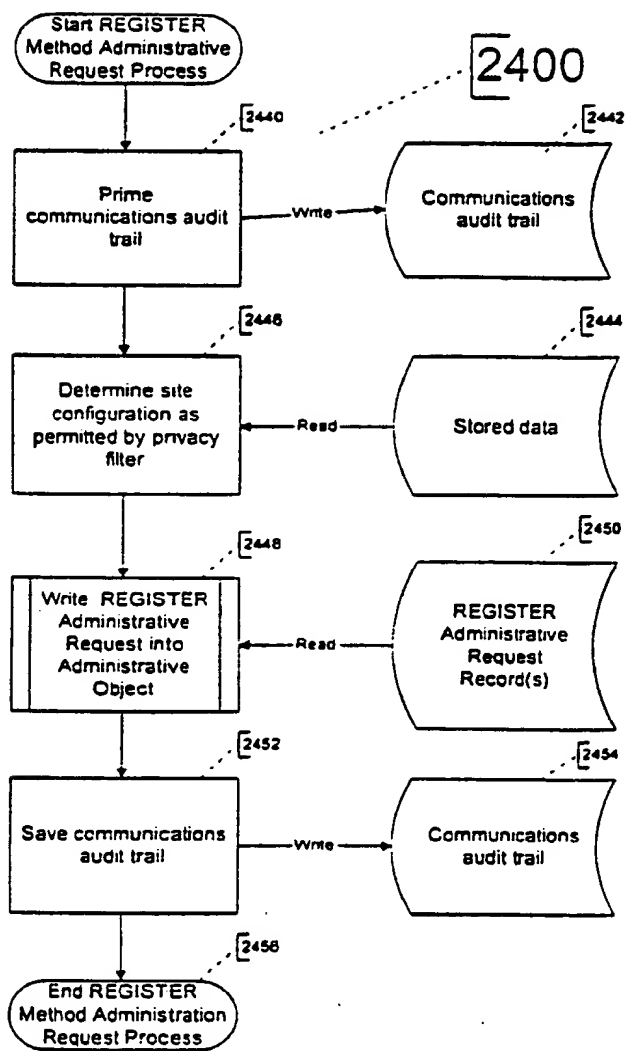 Start REGISTER
Method Administrative
Request Process
2400
2440
2442
Prime
communications audit
trail
Write
Communications
audit trail
2446
2444
Determine site
configuration as
permitted by privacy
filter
Read
Stored data
2448
2450
Write REGISTER
Administrative
Request into
Administrative
Object
Read
REGISTER
Administrative
Request
Record(s)
2452
2454
Save communications
audit trail
Write
Communications
audit trail
2456
End REGISTER
Method Administration
Request Process